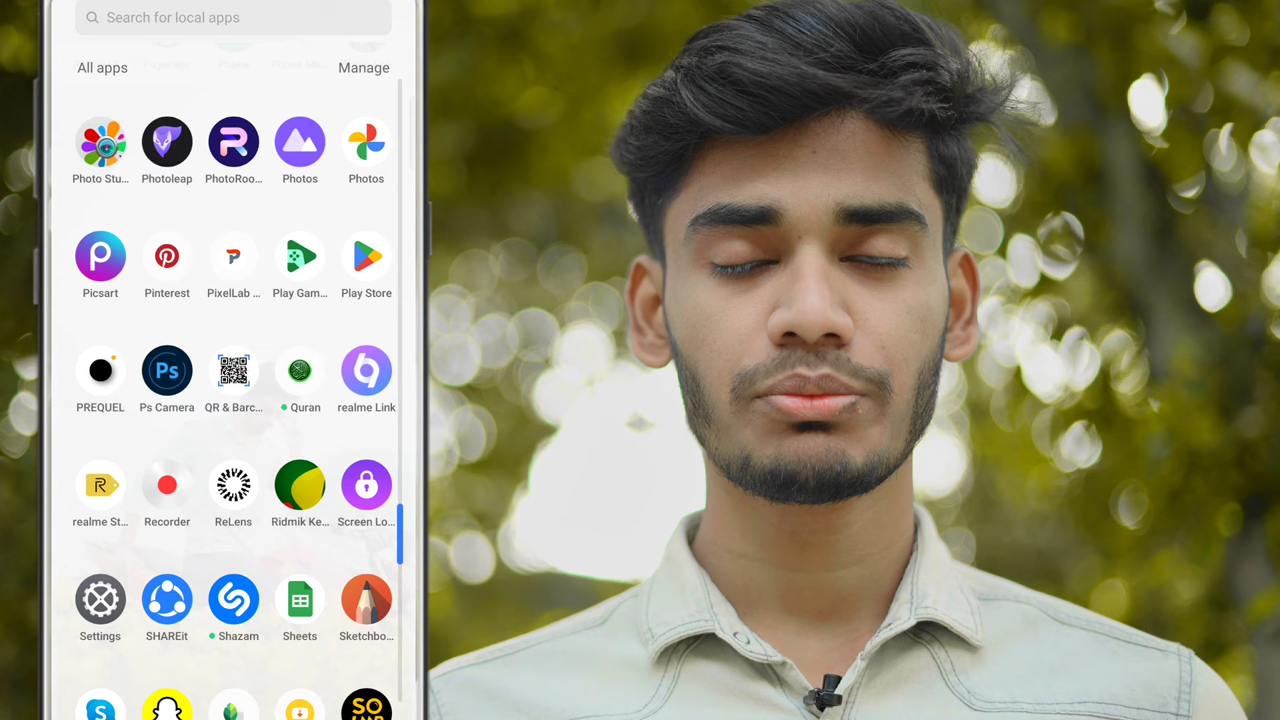 Search for local apps
All apps Manage
Photo Stu... Photoleap PhotoRoo... Photos Photos
Picsart Pinterest PixelLab ... Play Gam... Play Store
Ps
PREQUEL Ps Camera QR & Barc... Quran realme Link
realme St... Recorder ReLens Ridmik Ke... Screen Lo...
Settings SHAREit Shazam Sheets Sketchbo...
SO